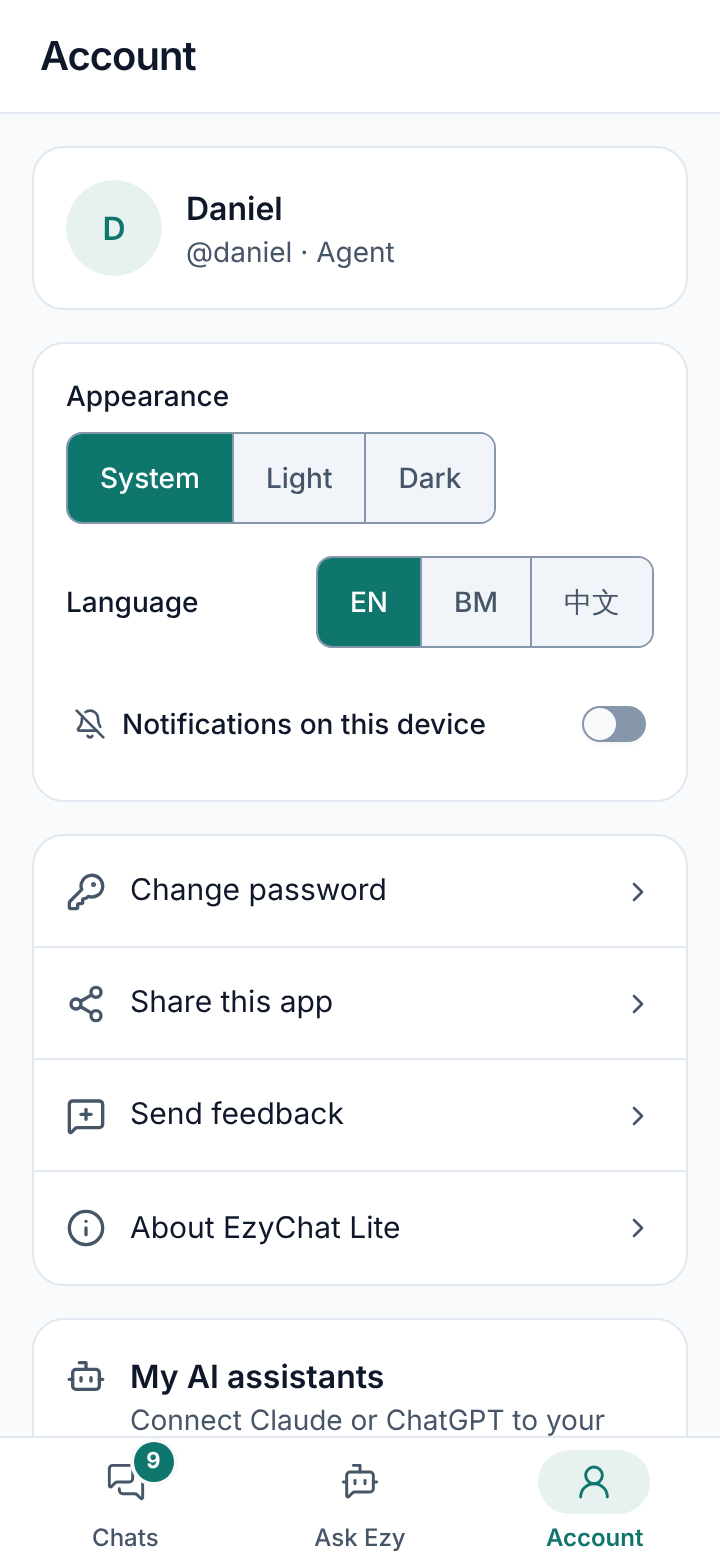 Account
D
Daniel
@daniel · Agent
Appearance
System
Light
Dark
Language
EN
BM
中文
Notifications on this device
Change password
Share this app
Send feedback
About EzyChat Lite
My AI assistants
Connect Claude or ChatGPT to your
9
Chats
Ask Ezy
Account